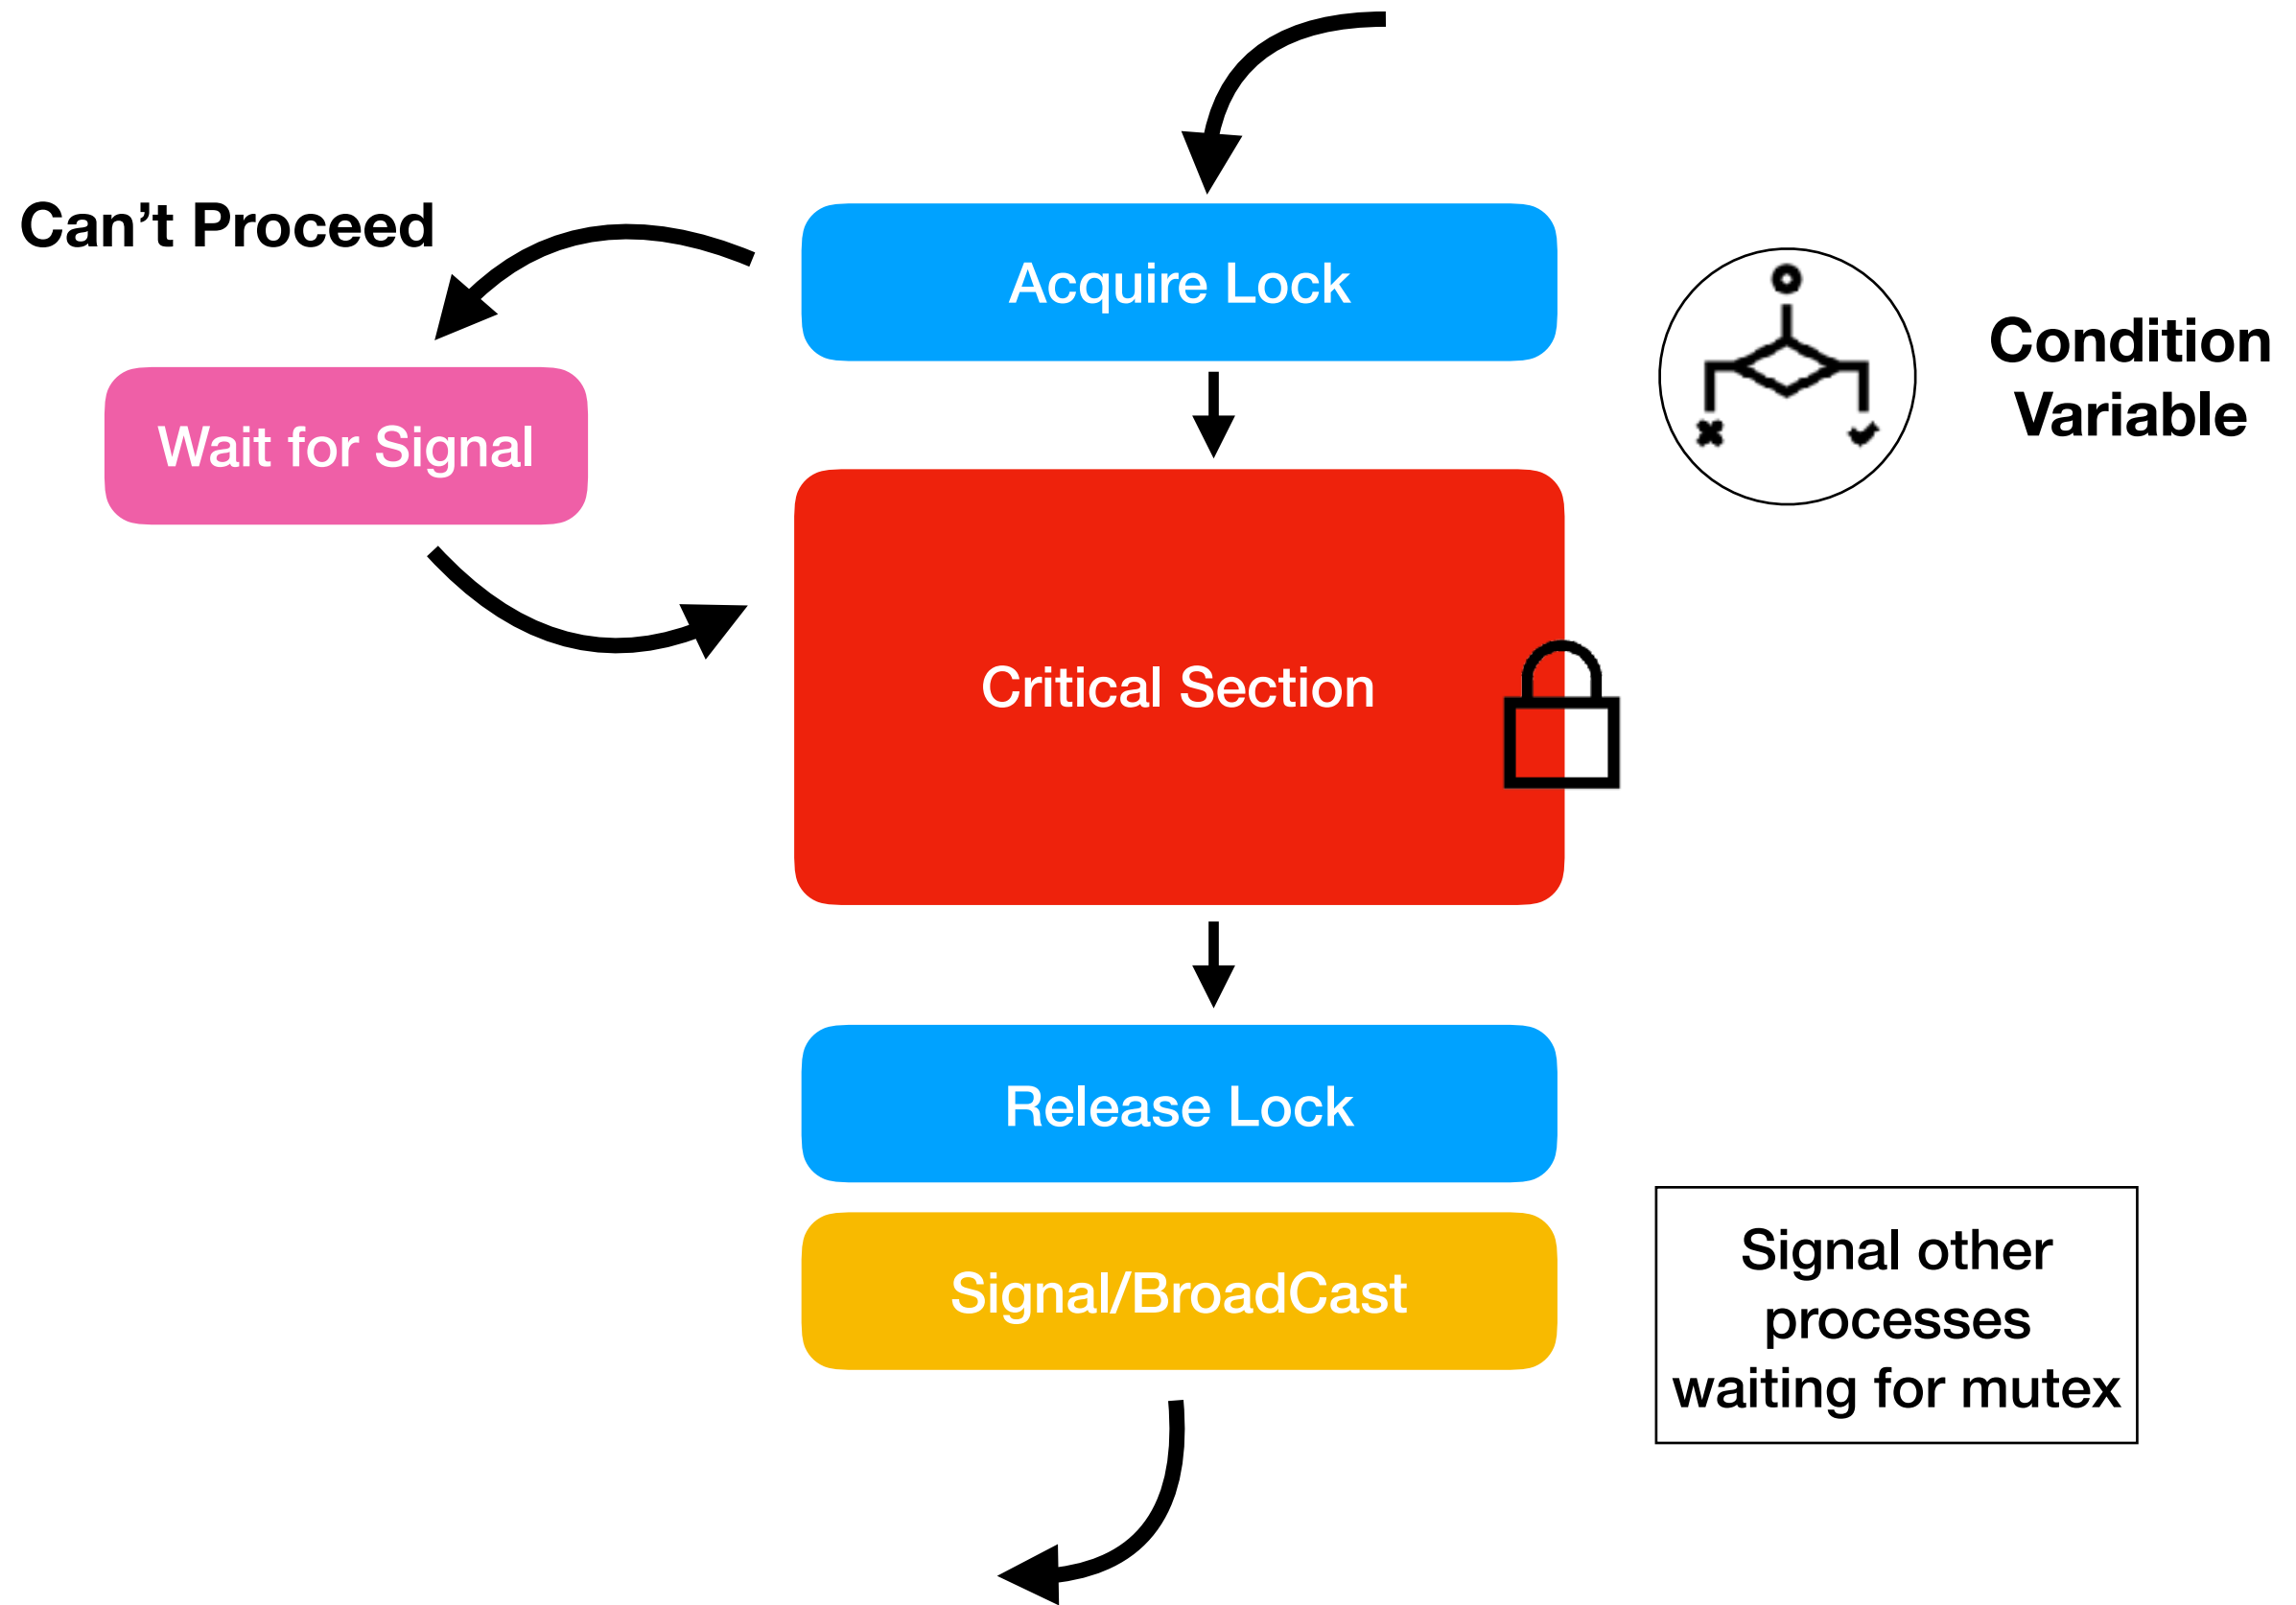 Can't Proceed
Acquire Lock
Condition
Variable
Wait for Signal
Critical Section
Release Lock
Signal/BroadCast
Signal other
processes
waiting for mutex